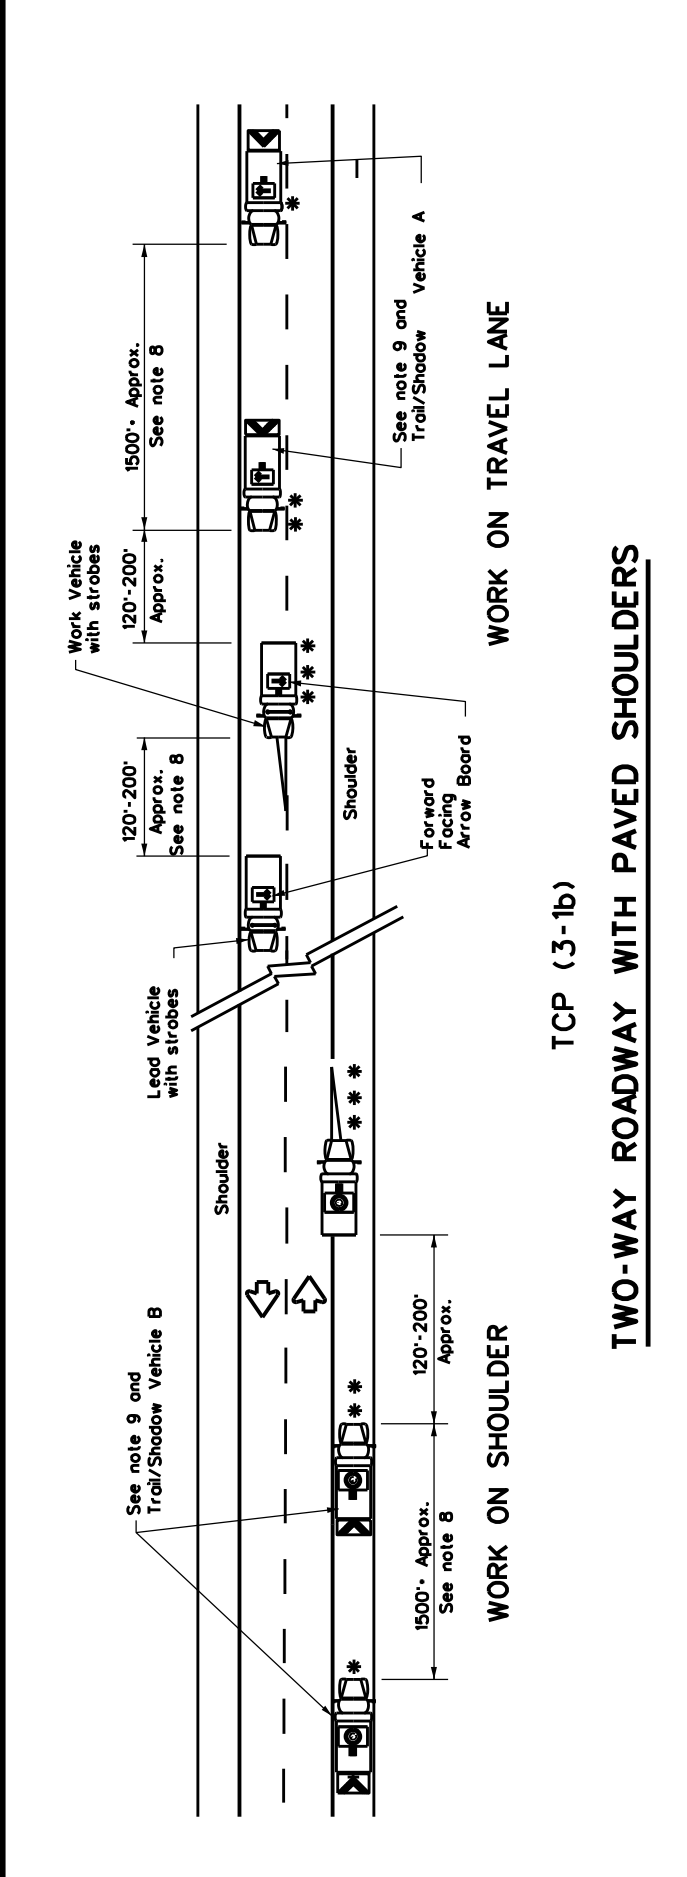 See note 9 and
Trail/Shadow Vehicle B
Shoulder
Lead Vehicle
with strobes
120'-200'
Approx.
See note 8
Work Vehicle
with strobes
120'-200'
Approx.
1500'+ Approx.
See note 8
*
* *
* * *
1500'+ Approx.
See note 8
120'-200'
Approx.
* * *
* *
*
Shoulder
Forward
Facing
Arrow Board
See note 9 and
Trail/Shadow Vehicle A
WORK ON SHOULDER
WORK ON TRAVEL LANE
TCP (3-1b)
TWO-WAY ROADWAY WITH PAVED SHOULDERS